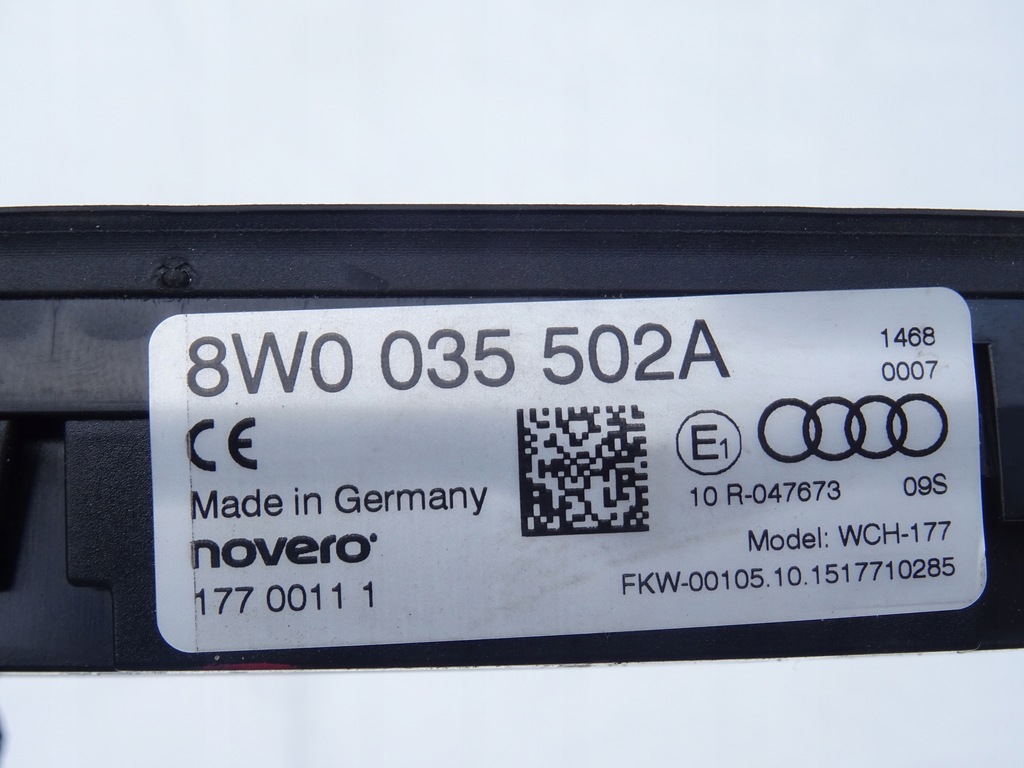 8W0 035 502A
1468
0007
CE
E1
10 R-047673
09S
Made in Germany
novero
Model: WCH-177
177 0011 1
FKW-00105.10.1517710285